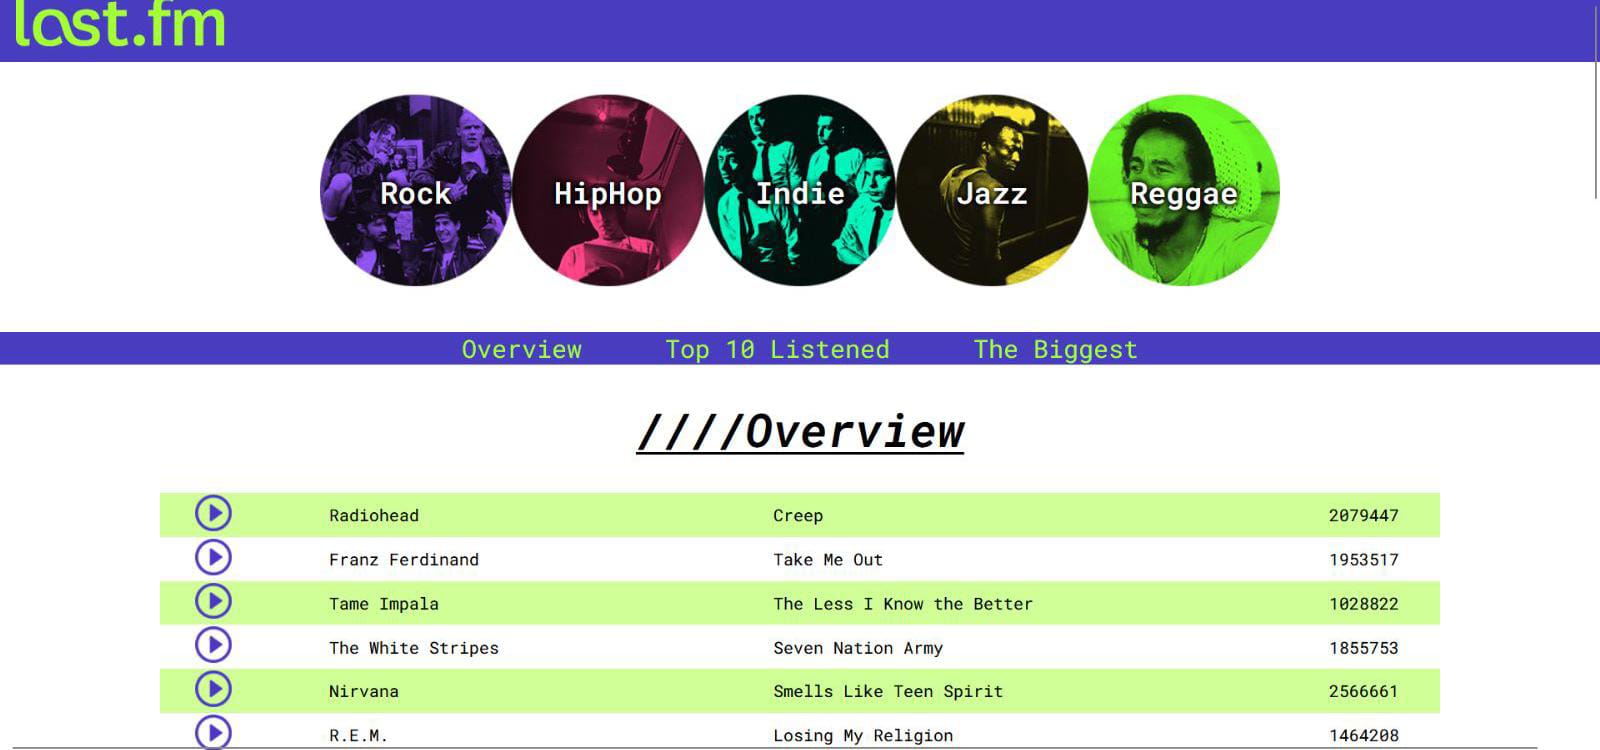 last.fm
Rock HipHop Indie Jazz Reggae
Overview Top 10 Listened The Biggest
////Overview
Radiohead Creep 2079447
Franz Ferdinand Take Me Out 1953517
Tame Impala The Less I Know the Better 1028822
The White Stripes Seven Nation Army 1855753
Nirvana Smells Like Teen Spirit 2566661
R.E.M. Losing My Religion 1464208